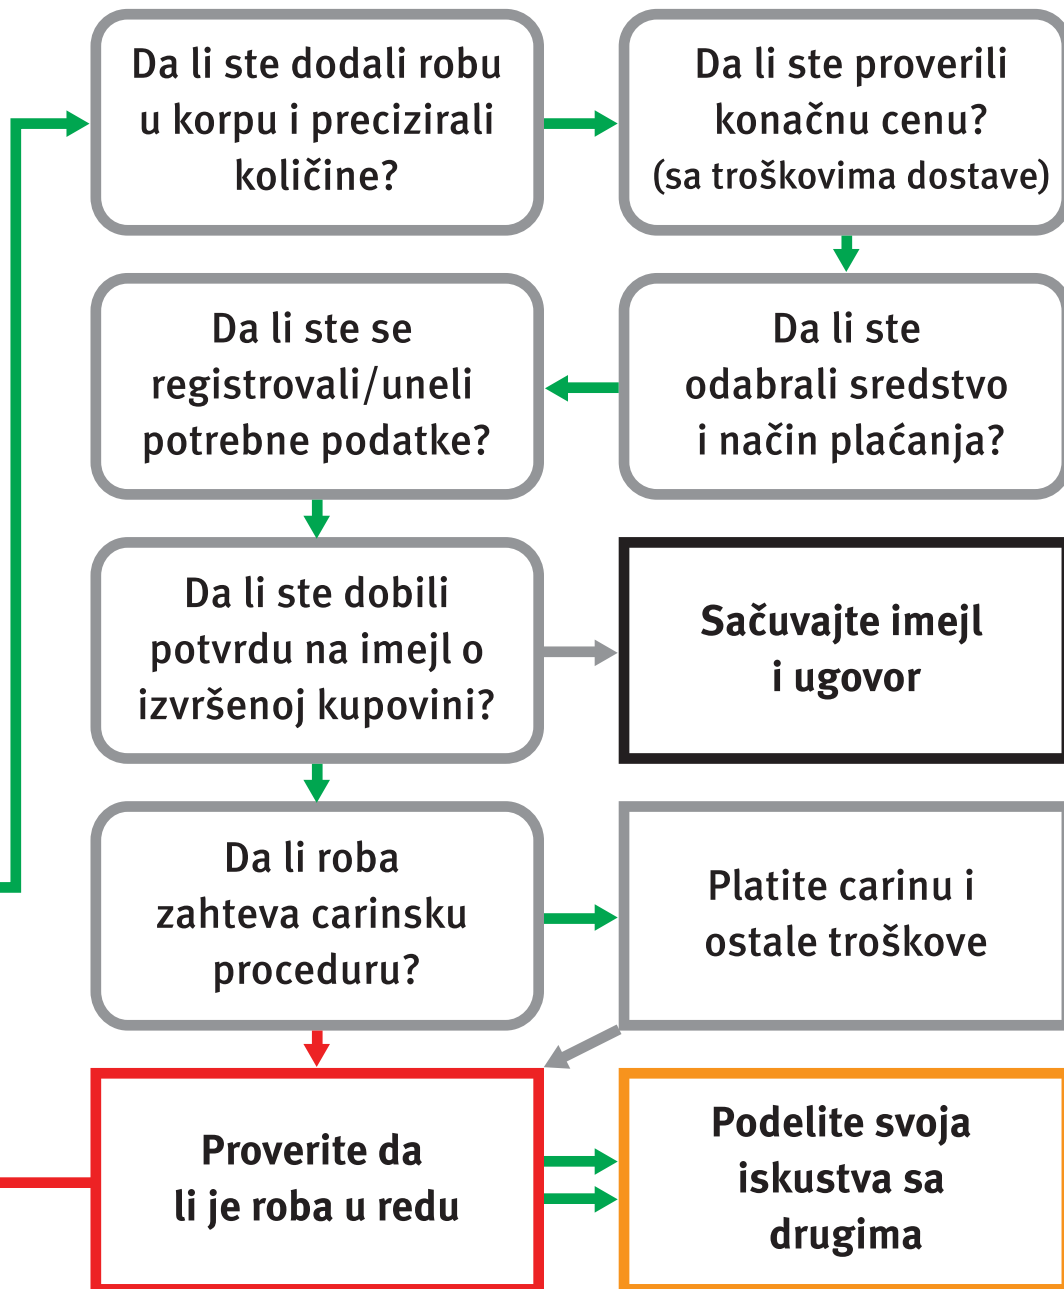 Da li ste dodali robu
u korpu i precizirali
količine?
Da li ste proverili
konačnu cenu?
(sa troškovima dostave)
Da li ste
odabrali sredstvo
i način plaćanja?
Da li ste se
registrovali/uneli
potrebne podatke?
Da li ste dobili
potvrdu na imejl o
izvršenoj kupovini?
Sačuvajte imejl
i ugovor
Da li roba
zahteva carinsku
proceduru?
Platite carinu i
ostale troškove
Proverite da
li je roba u redu
Podelite svoja
iskustva sa
drugima